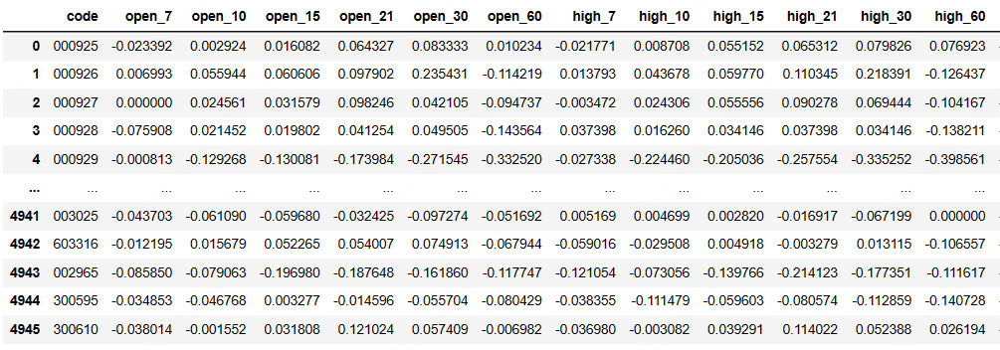 code open_7 open_10 open_15 open_21 open_30 open_60 high_7 high_10 high_15 high_21 high_30 high_60
0 000925 -0.023392 0.002924 0.016082 0.064327 0.083333 0.010234 -0.021771 0.008708 0.055152 0.065312 0.079826 0.076923
1 000926 0.006993 0.055944 0.060606 0.097902 0.235431 -0.114219 0.013793 0.043678 0.059770 0.110345 0.218391 -0.126437
2 000927 0.000000 0.024561 0.031579 0.098246 0.042105 -0.094737 -0.003472 0.024306 0.055556 0.090278 0.069444 -0.104167
3 000928 -0.075908 0.021452 0.019802 0.041254 0.049505 -0.143564 0.037398 0.016260 0.034146 0.037398 0.034146 -0.138211
4 000929 -0.000813 -0.129268 -0.130081 -0.173984 -0.271545 -0.332520 -0.027338 -0.224460 -0.205036 -0.257554 -0.335252 -0.398561
... ... ... ... ... ... ... ... ... ... ... ... ... ...
4941 003025 -0.043703 -0.061090 -0.059680 -0.032425 -0.097274 -0.051692 0.005169 0.004699 0.002820 -0.016917 -0.067199 0.000000
4942 603316 -0.012195 0.015679 0.052265 0.054007 0.074913 -0.067944 -0.059016 -0.029508 0.004918 -0.003279 0.013115 -0.106557
4943 002965 -0.085850 -0.079063 -0.196980 -0.187648 -0.161860 -0.117747 -0.121054 -0.073056 -0.139766 -0.214123 -0.177351 -0.111617
4944 300595 -0.034853 -0.046768 0.003277 -0.014596 -0.055704 -0.080429 -0.038355 -0.111479 -0.059603 -0.080574 -0.112859 -0.140728
4945 300610 -0.038014 -0.001552 0.031808 0.121024 0.057409 -0.006982 -0.036980 -0.003082 0.039291 0.114022 0.052388 0.026194